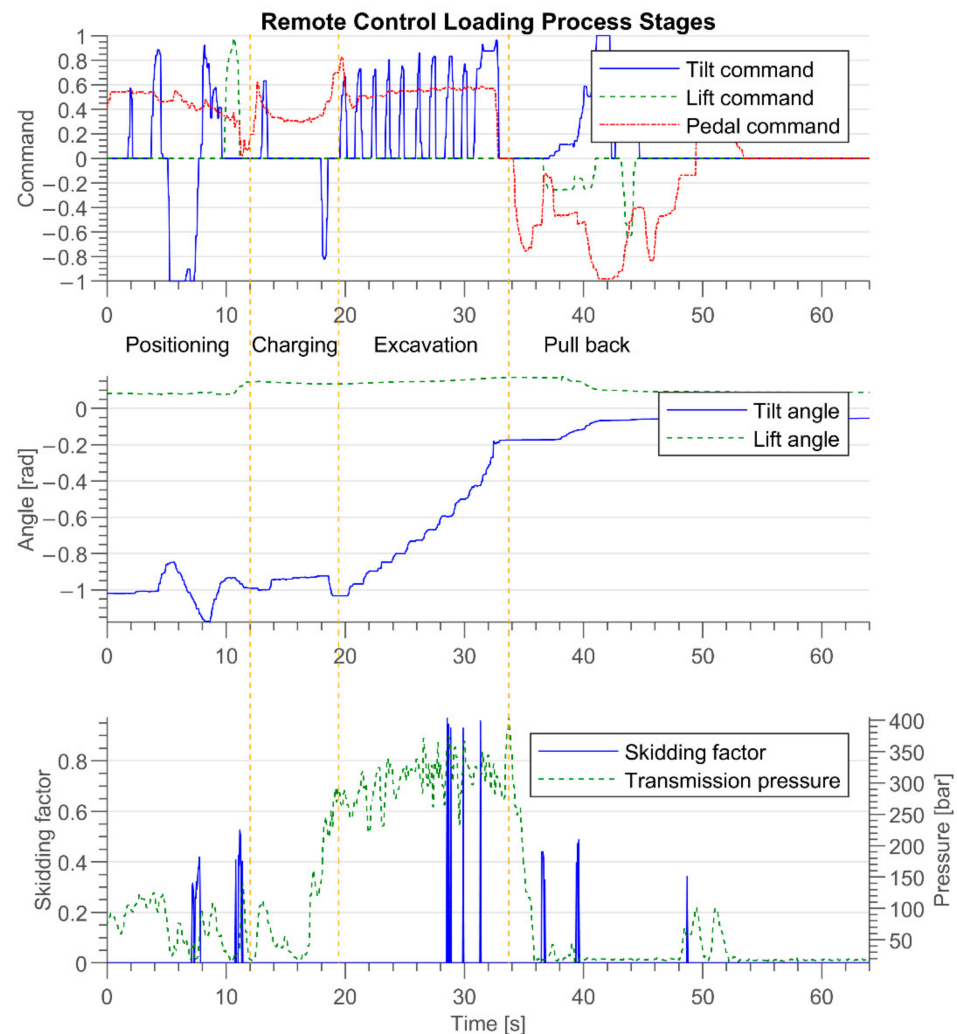 Remote Control Loading Process Stages
Command
1
0.8
0.6
0.4
0.2
0
−0.2
−0.4
−0.6
−0.8
−1
Tilt command
Lift command
Pedal command
0 10 20 30 40 50 60
Positioning Charging Excavation Pull back
Angle [rad]
0
−0.2
−0.4
−0.6
−0.8
−1
Tilt angle
Lift angle
0 10 20 30 40 50 60
Skidding factor
0.8
0.6
0.4
0.2
0
Skidding factor
Transmission pressure
400
350
300
250
200
150
100
50
Pressure [bar]
0 10 20 30 40 50 60
Time [s]